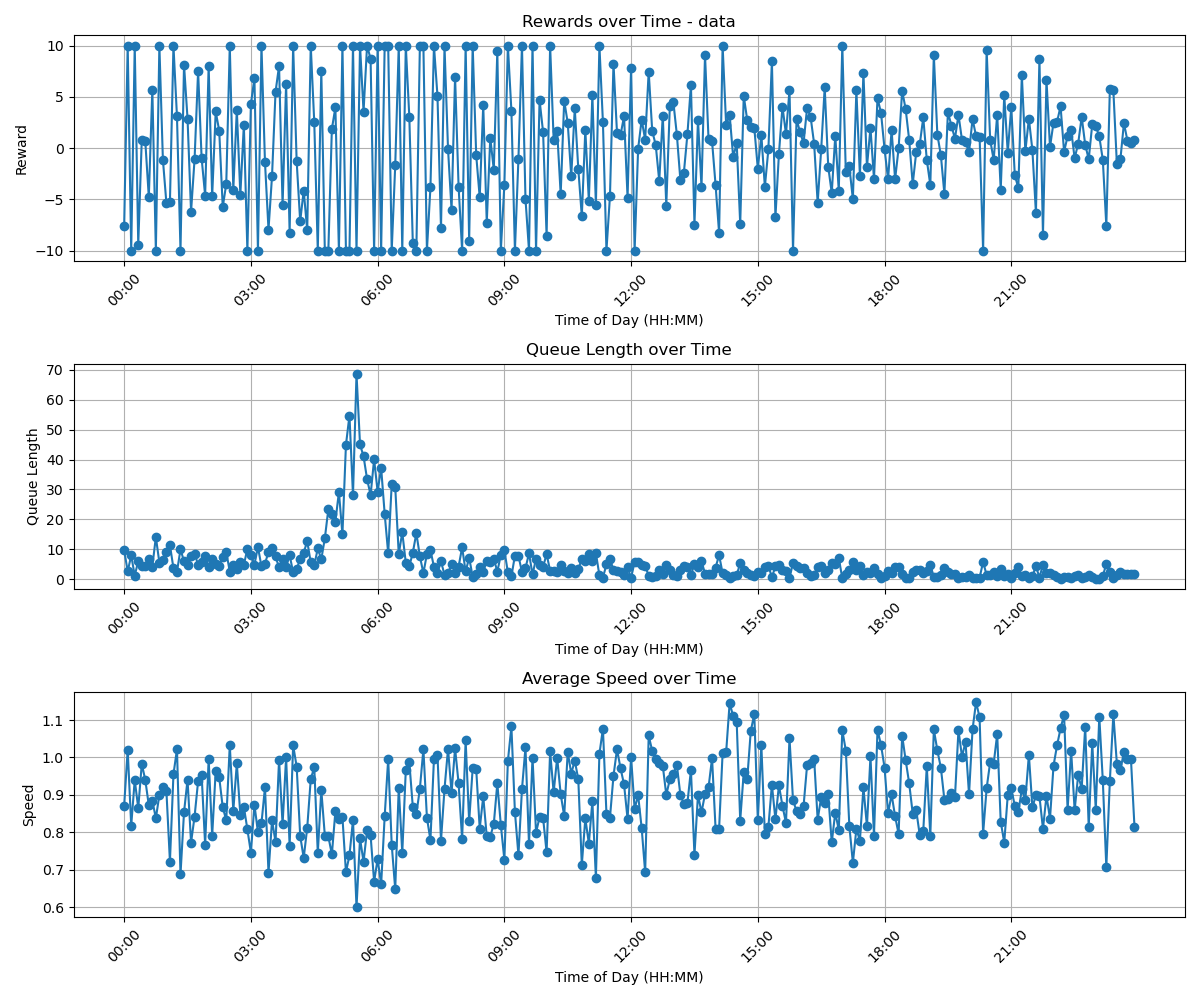 Rewards over Time - data
10
5
0
−5
−10
Reward
00:00 03:00 06:00 09:00 12:00 15:00 18:00 21:00
Time of Day (HH:MM)
Queue Length over Time
70
60
50
40
30
20
10
0
Queue Length
00:00 03:00 06:00 09:00 12:00 15:00 18:00 21:00
Time of Day (HH:MM)
Average Speed over Time
1.1
1.0
0.9
0.8
0.7
0.6
Speed
00:00 03:00 06:00 09:00 12:00 15:00 18:00 21:00
Time of Day (HH:MM)